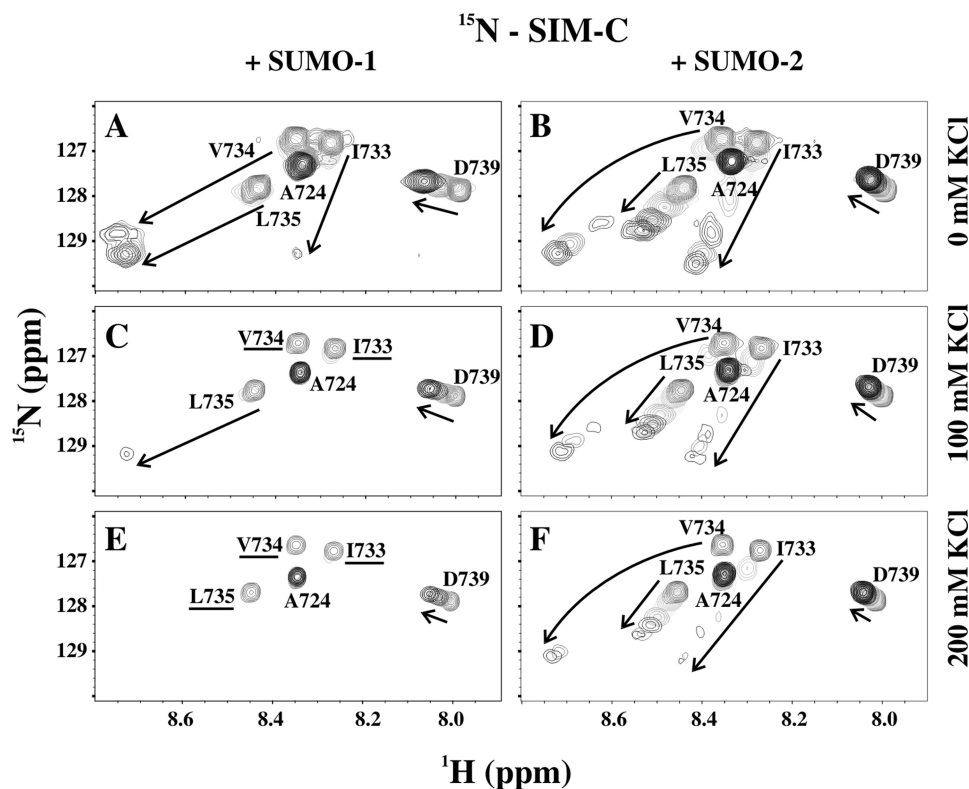 ¹⁵N - SIM-C
+ SUMO-1
+ SUMO-2
A
V734
I733
D739
A724
L735
127
128
129
B
V734
I733
L735
D739
A724
0 mM KCl
C
V734
I733
D739
L735
A724
127
128
129
D
V734
I733
L735
D739
A724
100 mM KCl
E
V734
I733
D739
L735
A724
127
128
129
F
V734
I733
L735
D739
A724
200 mM KCl
¹⁵N (ppm)
8.6 8.4 8.2 8.0
8.6 8.4 8.2 8.0
¹H (ppm)